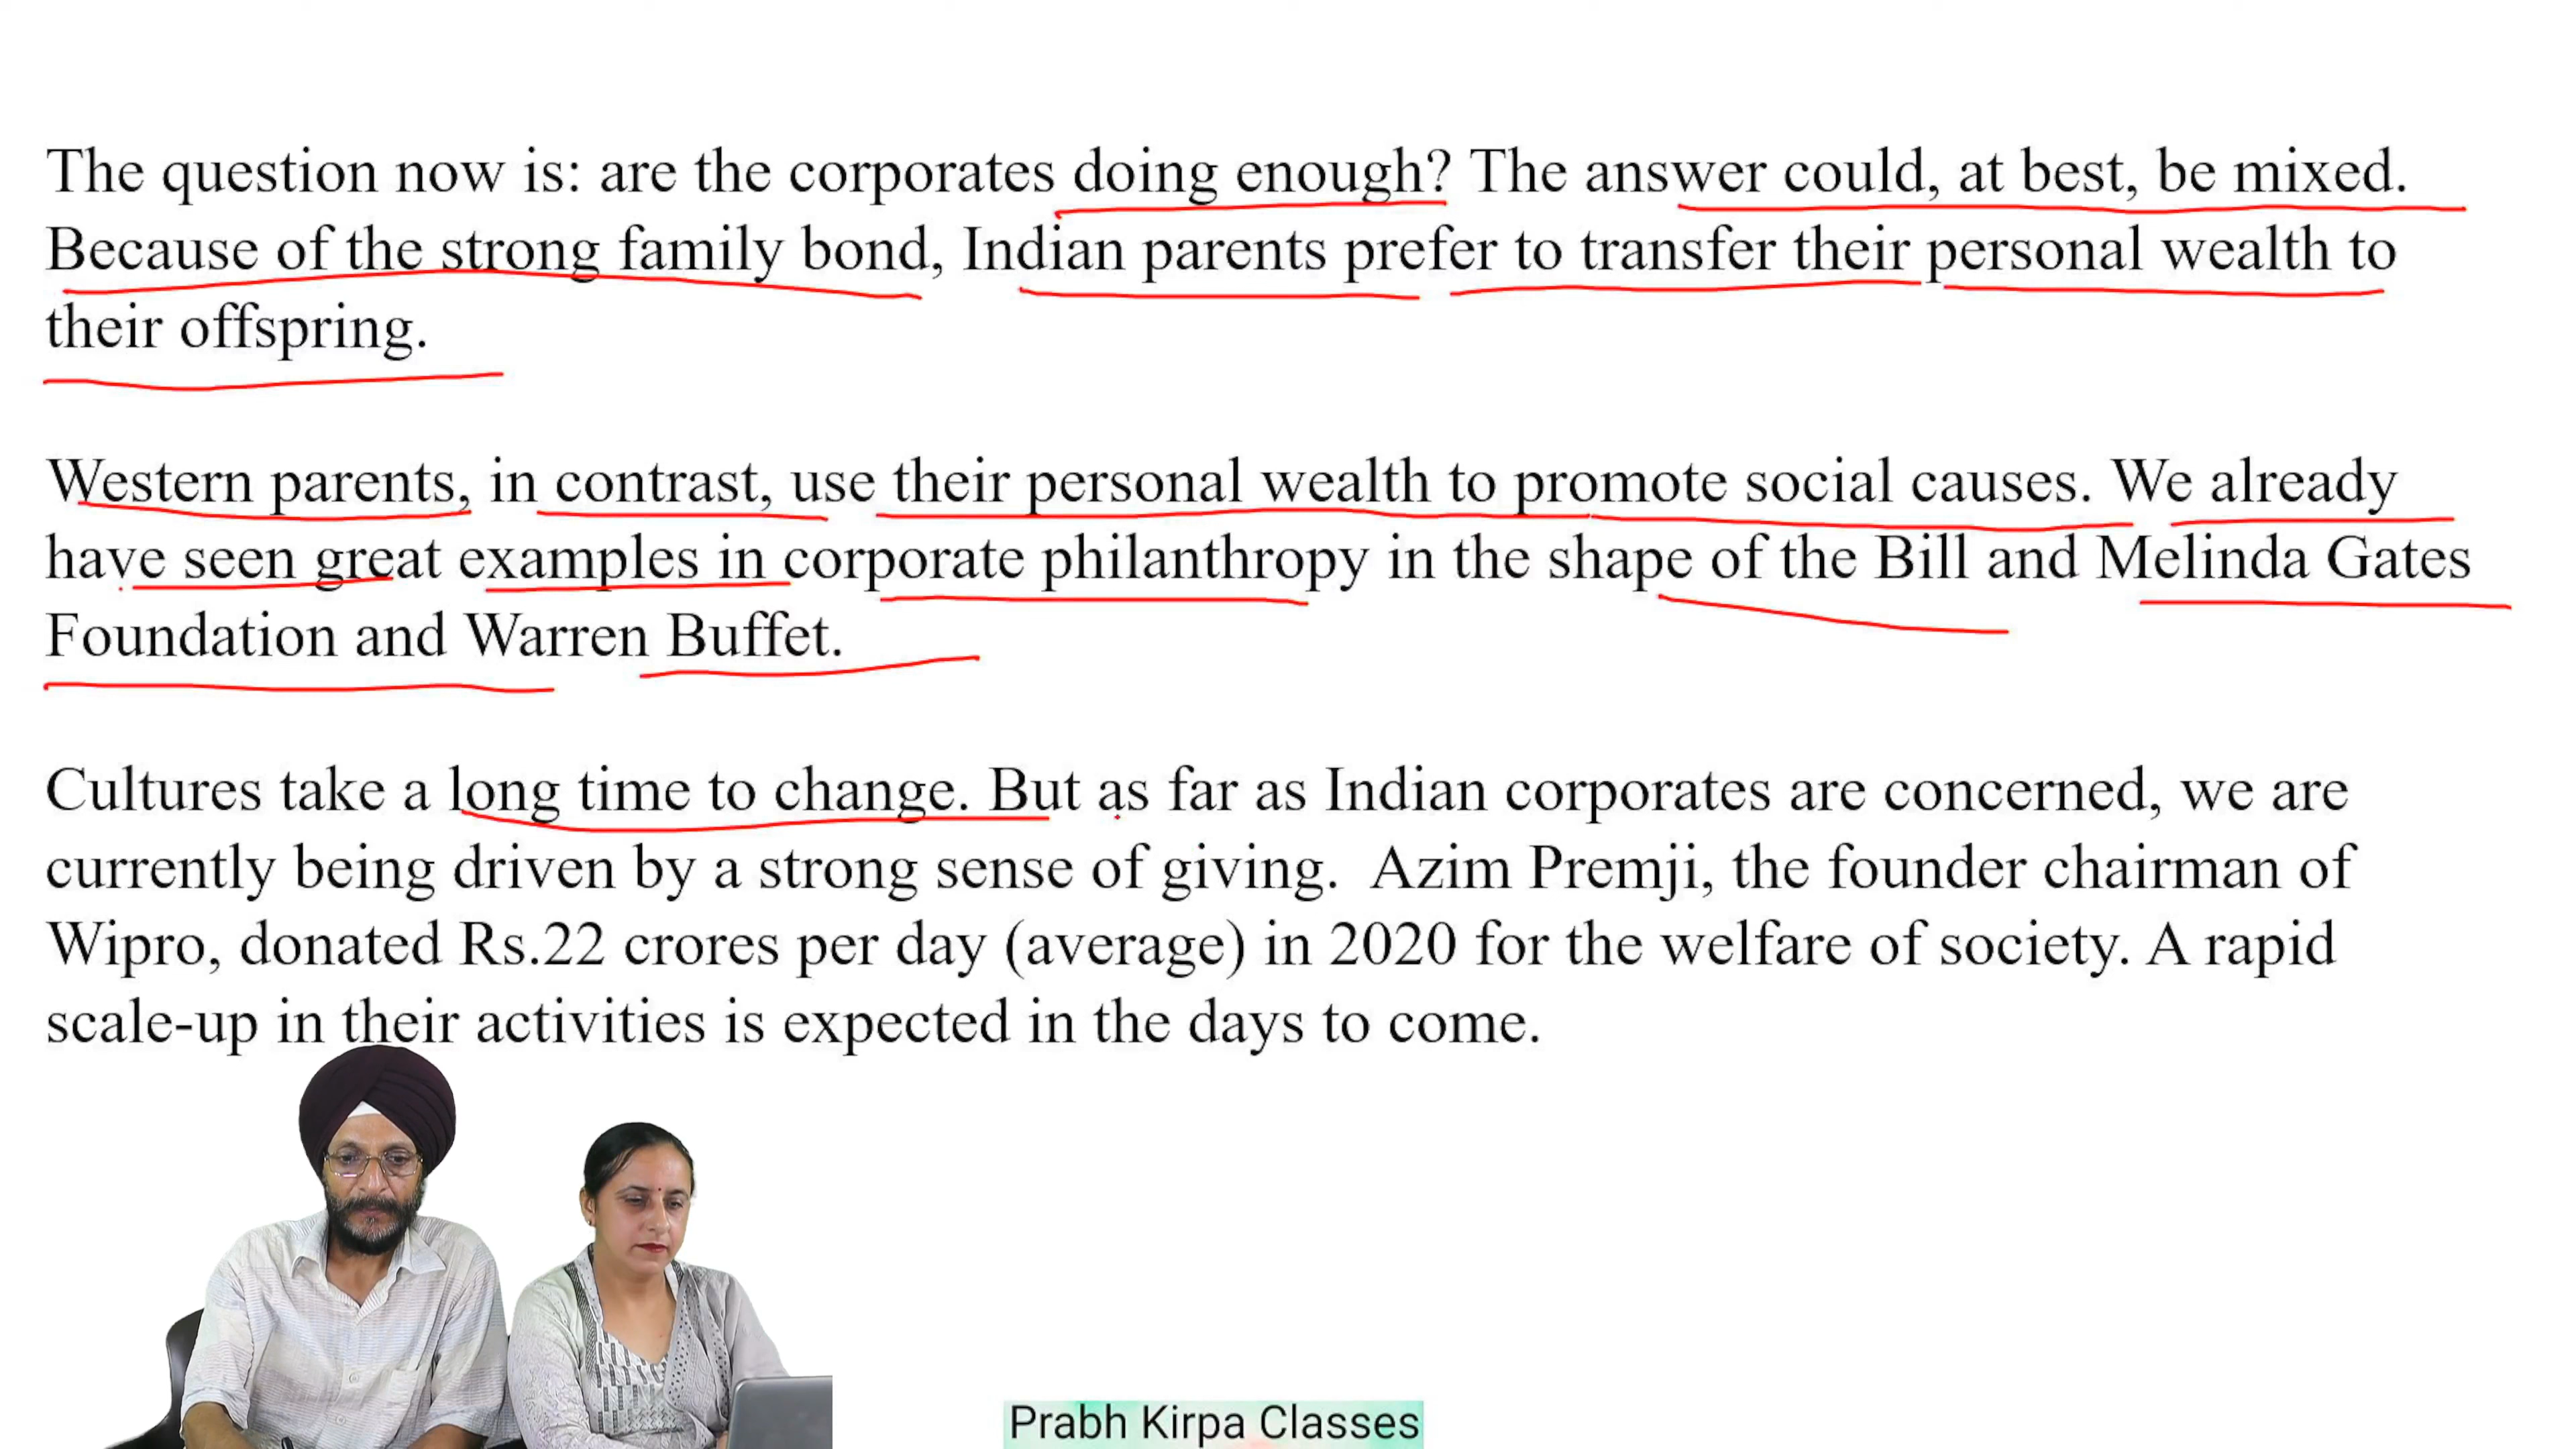 The question now is: are the corporates doing enough? The answer could, at best, be mixed.
Because of the strong family bond, Indian parents prefer to transfer their personal wealth to
their offspring.
Western parents, in contrast, use their personal wealth to promote social causes. We already
have seen great examples in corporate philanthropy in the shape of the Bill and Melinda Gates
Foundation and Warren Buffet.
Cultures take a long time to change. But as far as Indian corporates are concerned, we are
currently being driven by a strong sense of giving.  Azim Premji, the founder chairman of
Wipro, donated Rs.22 crores per day (average) in 2020 for the welfare of society. A rapid
scale-up in their activities is expected in the days to come.
Prabh Kirpa Classes